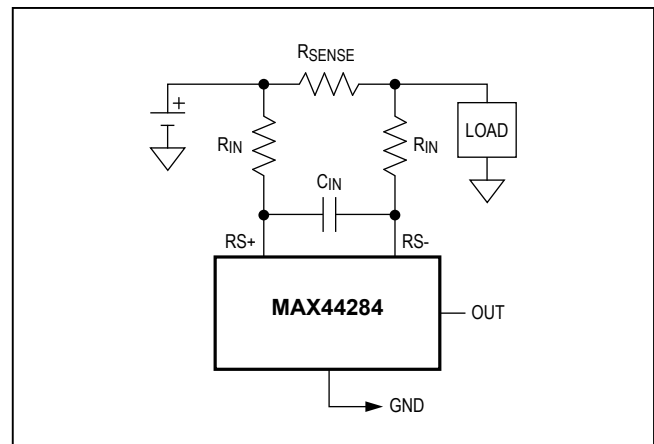 RSENSE
+
RIN
RIN
LOAD
CIN
RS+
RS-
MAX44284
OUT
GND